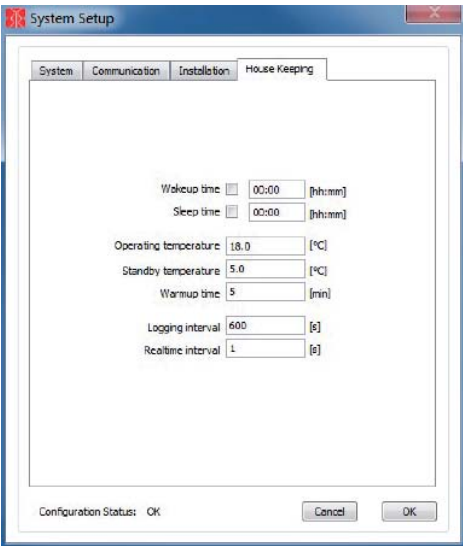 System Setup
System Communication Installation House Keeping
Wakeup time 00:00 [hh:mm]
Sleep time 00:00 [hh:mm]
Operating temperature 18.0 [°C]
Standby temperature 5.0 [°C]
Warmup time 5 [min]
Logging interval 600 [s]
Realtime interval 1 [s]
Configuration Status: OK Cancel OK